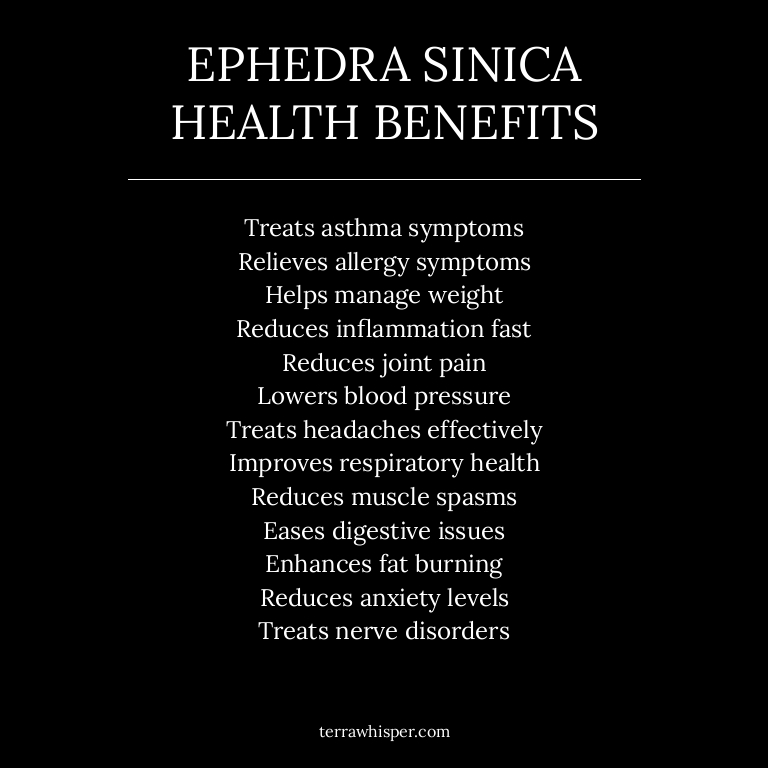 EPHEDRA SINICA
HEALTH BENEFITS
Treats asthma symptoms
Relieves allergy symptoms
Helps manage weight
Reduces inflammation fast
Reduces joint pain
Lowers blood pressure
Treats headaches effectively
Improves respiratory health
Reduces muscle spasms
Eases digestive issues
Enhances fat burning
Reduces anxiety levels
Treats nerve disorders
terrawhisper.com